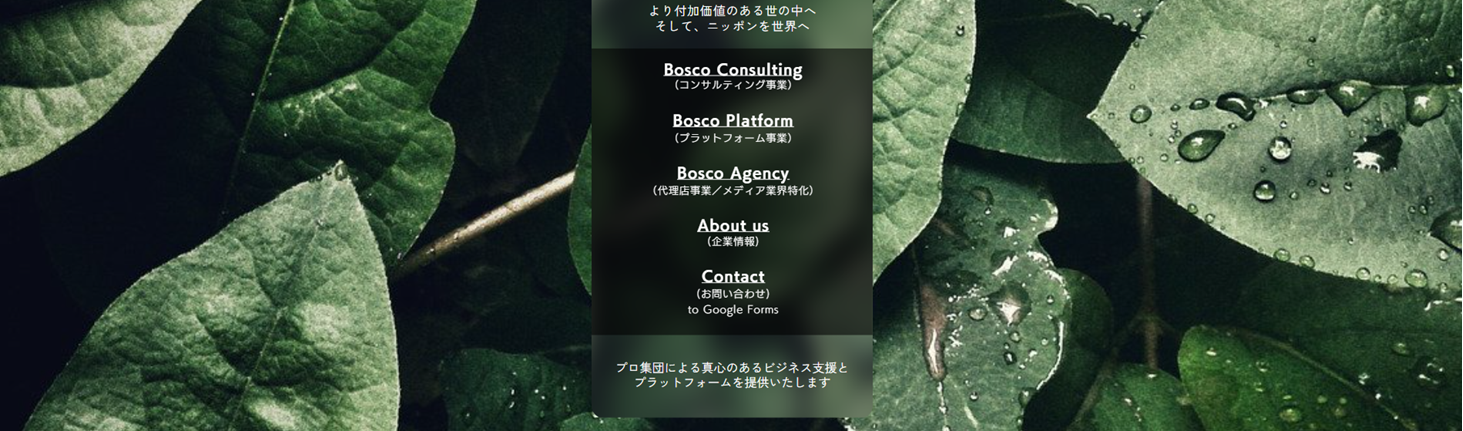 より付加価値のある世の中へ
そして、ニッポンを世界へ
Bosco Consulting
（コンサルティング事業）
Bosco Platform
（プラットフォーム事業）
Bosco Agency
（代理店事業／メディア業界特化）
About us
（企業情報）
Contact
（お問い合わせ）
to Google Forms
プロ集団による真心のあるビジネス支援と
プラットフォームを提供いたします